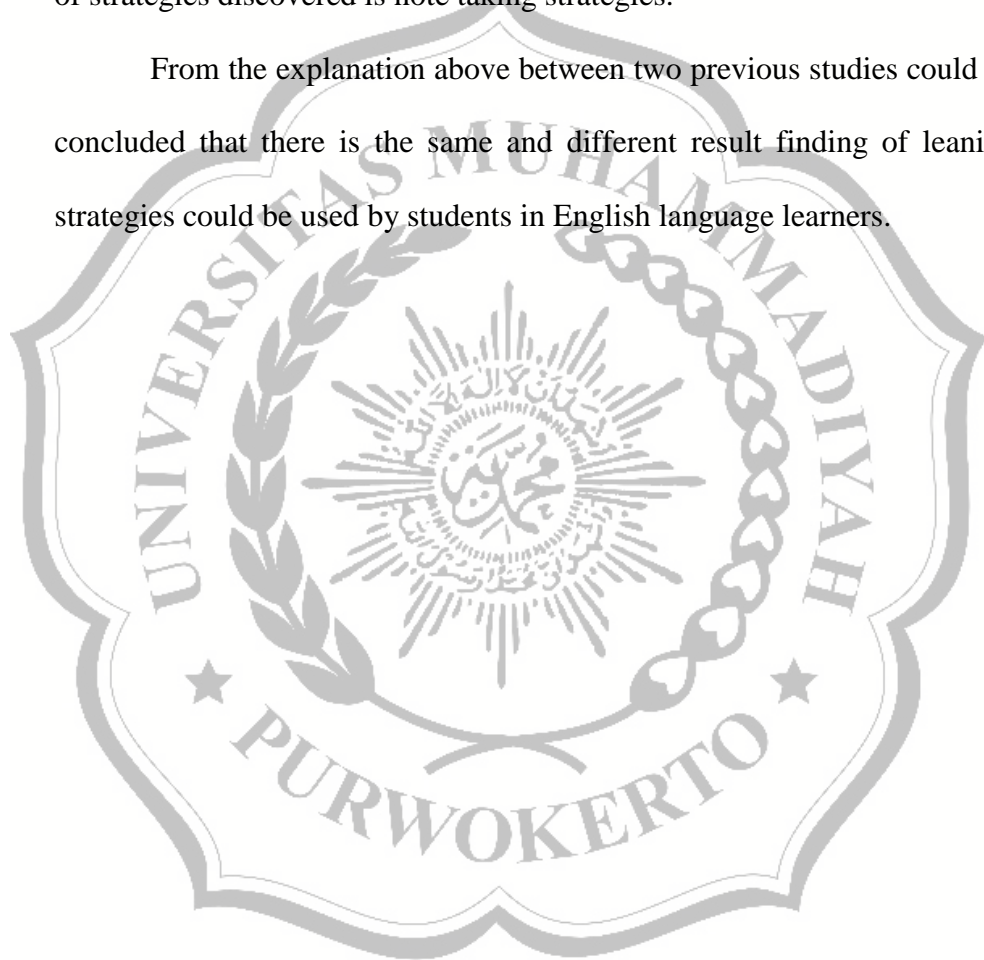 of strategies discovered is note taking strategies.
From the explanation above between two previous studies could
concluded that there is the same and different result finding of leani
strategies could be used by students in English language learners.
UNIVERSITAS MUHAMMADIYAH
PURWOKERTO
محمد